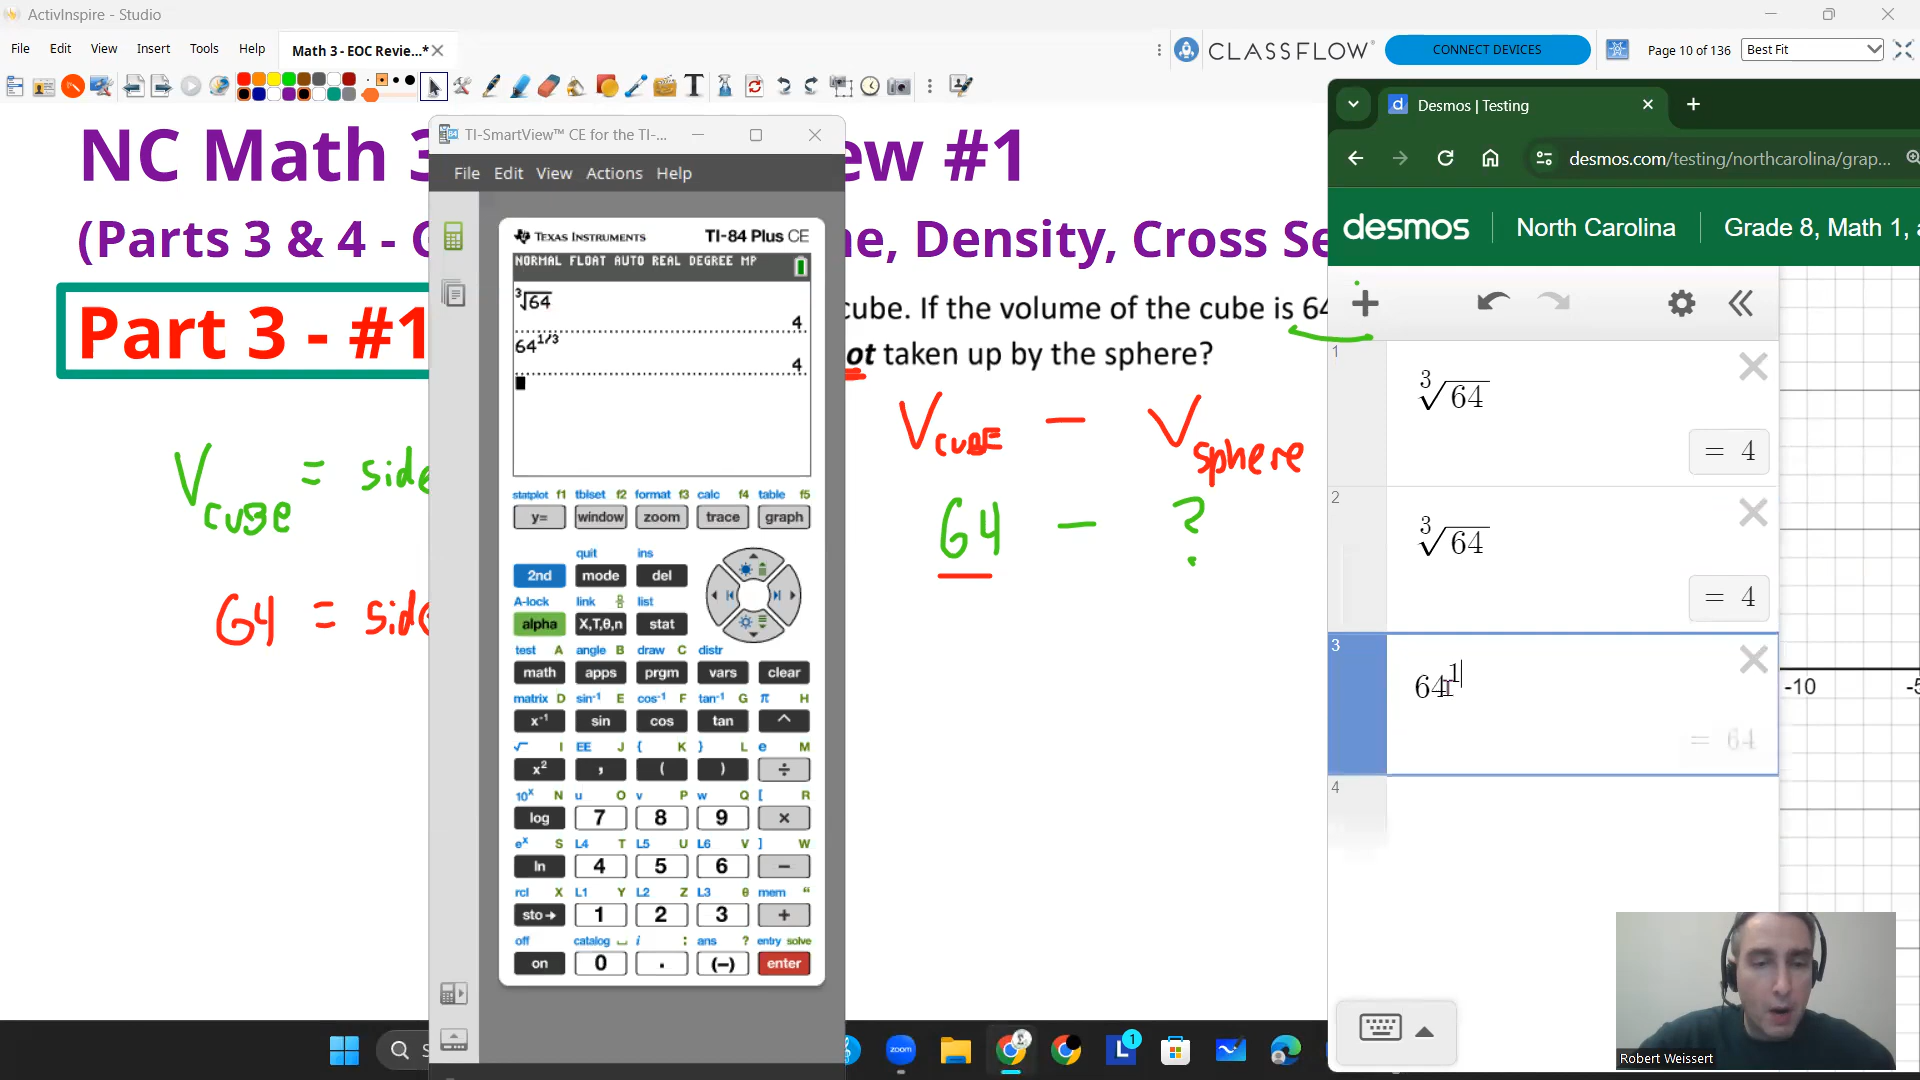 ActivInspire - Studio
File Edit View Insert Tools Help
Math 3 - EOC Revie...*
CLASSFLOW
CONNECT DEVICES
Page 10 of 136
Best Fit
NC Math 3
ew #1
(Parts 3 & 4 -
ne, Density, Cross Se
Part 3 - #1
cube. If the volume of the cube is 64
ot taken up by the sphere?
V cube = side
64 = side
V cube - V sphere
64 - ?
TI-SmartView™ CE for the TI-...
File Edit View Actions Help
TEXAS INSTRUMENTS TI-84 Plus CE
NORMAL FLOAT AUTO REAL DEGREE MP
³√64
4
64^1/3
4
statplot f1 tblset f2 format f3 calc f4 table f5
y= window zoom trace graph
quit ins
2nd mode del
A-lock link list
alpha X,T,θ,n stat
test A angle B draw C distr
math apps prgm vars clear
matrix D sin⁻¹ E cos⁻¹ F tan⁻¹ G π H
x⁻¹ sin cos tan ^
√ I EE J { K } L e M
x² , ( ) ÷
10ˣ N u O v P w Q [ R
log 7 8 9 ×
eˣ S L4 T L5 U L6 V ] W
ln 4 5 6 −
rcl X L1 Y L2 Z L3 θ mem "
sto→ 1 2 3 +
off catalog i : ans ? entry solve
on 0 . (−) enter
Desmos | Testing
desmos.com/testing/northcarolina/grap...
desmos North Carolina Grade 8, Math 1, a
1
³√64
= 4
2
³√64
= 4
3
64¹
= 64
4
-10
-5
zoom
L 1
Robert Weissert